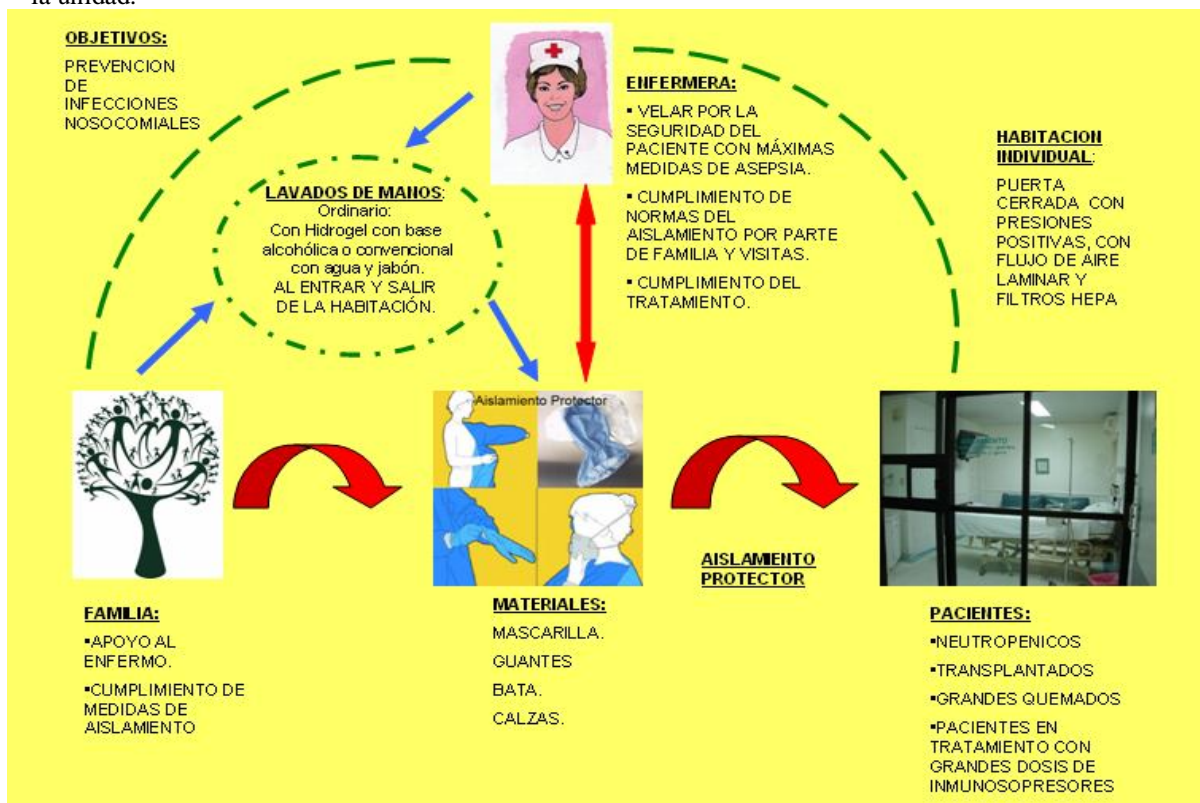 la unidad.
OBJETIVOS:
PREVENCION
DE
INFECCIONES
NOSOCOMIALES
ENFERMERA:
▪ VELAR POR LA
SEGURIDAD DEL
PACIENTE CON MÁXIMAS
MEDIDAS DE ASEPSIA.
▪ CUMPLIMIENTO DE
NORMAS DEL
AISLAMIENTO POR PARTE
DE FAMILIA Y VISITAS.
▪ CUMPLIMIENTO DEL
TRATAMIENTO.
HABITACION
INDIVIDUAL:
PUERTA
CERRADA CON
PRESIONES
POSITIVAS, CON
FLUJO DE AIRE
LAMINAR Y
FILTROS HEPA
LAVADOS DE MANOS:
Ordinario:
Con Hidrogel con base
alcohólica o convencional
con agua y jabón.
AL ENTRAR Y SALIR
DE LA HABITACIÓN.
Aislamiento Protector
AISLAMIENTO
PROTECTOR
FAMILIA:
▪APOYO AL
ENFERMO.
▪CUMPLIMIENTO DE
MEDIDAS DE
AISLAMIENTO
MATERIALES:
MASCARILLA.
GUANTES
BATA.
CALZAS.
PACIENTES:
▪NEUTROPENICOS
▪TRANSPLANTADOS
▪GRANDES QUEMADOS
▪PACIENTES EN
TRATAMIENTO CON
GRANDES DOSIS DE
INMUNOSOPRESORES